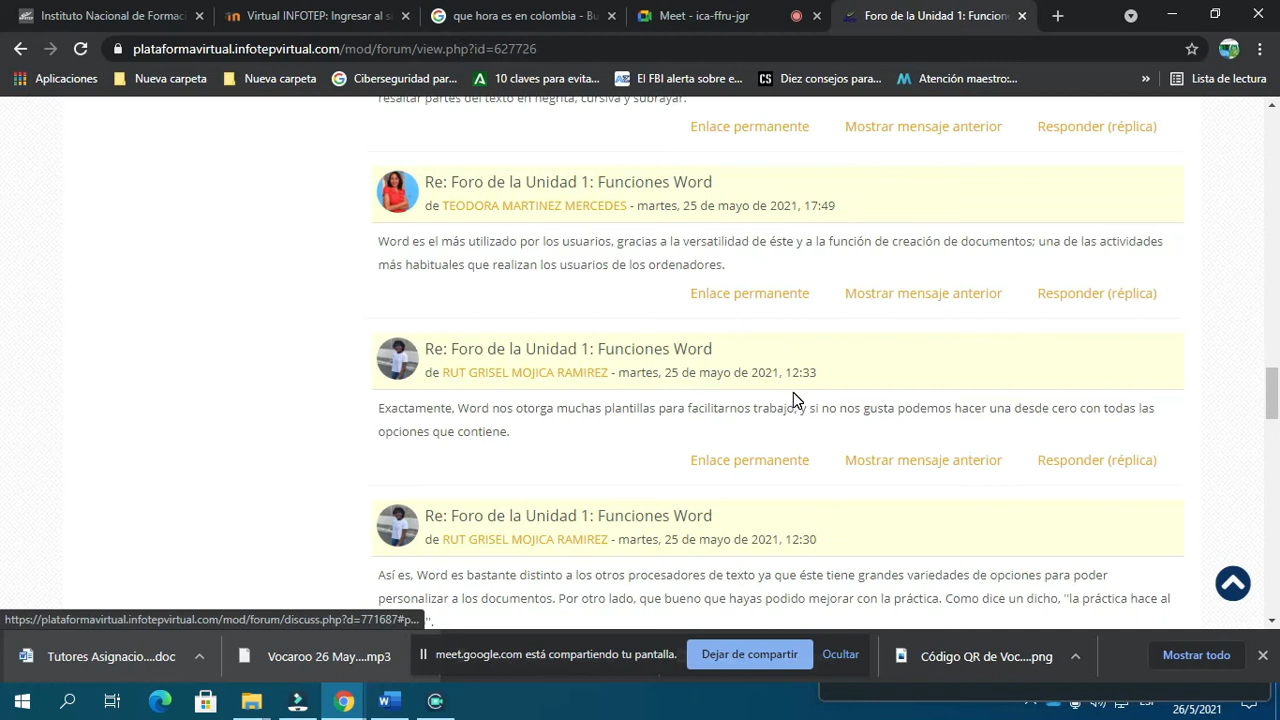 Instituto Nacional de Formaci
Virtual INFOTEP: Ingresar al si
que hora es en colombia - Bu
Meet - ica-ffru-jgr
Foro de la Unidad 1: Funcione
plataformavirtual.infotepvirtual.com/mod/forum/view.php?id=627726
Aplicaciones
Nueva carpeta
Nueva carpeta
Ciberseguridad par...
10 claves para evita...
El FBI alerta sobre e...
Diez consejos para...
Atención maestro:...
»
Lista de lectura
resaltar partes del texto en negrita, cursiva y subrayar.
Enlace permanente Mostrar mensaje anterior Responder (réplica)
Re: Foro de la Unidad 1: Funciones Word
de TEODORA MARTINEZ MERCEDES - martes, 25 de mayo de 2021, 17:49
Word es el más utilizado por los usuarios, gracias a la versatilidad de éste y a la función de creación de documentos; una de las actividades
más habituales que realizan los usuarios de los ordenadores.
Enlace permanente Mostrar mensaje anterior Responder (réplica)
Re: Foro de la Unidad 1: Funciones Word
de RUT GRISEL MOJICA RAMIREZ - martes, 25 de mayo de 2021, 12:33
Exactamente, Word nos otorga muchas plantillas para facilitarnos trabajo, y si no nos gusta podemos hacer una desde cero con todas las
opciones que contiene.
Enlace permanente Mostrar mensaje anterior Responder (réplica)
Re: Foro de la Unidad 1: Funciones Word
de RUT GRISEL MOJICA RAMIREZ - martes, 25 de mayo de 2021, 12:30
Así es, Word es bastante distinto a los otros procesadores de texto ya que éste tiene grandes variedades de opciones para poder
personalizar a los documentos. Por otro lado, que bueno que hayas podido mejorar con la práctica. Como dice un dicho, "la práctica hace al
".
https://plataformavirtual.infotepvirtual.com/mod/forum/discuss.php?d=771687#p...
Tutores Asignacio....doc
Vocaroo 26 May....mp3
meet.google.com está compartiendo tu pantalla.
Dejar de compartir
Ocultar
Código QR de Voc....png
Mostrar todo
26/5/2021